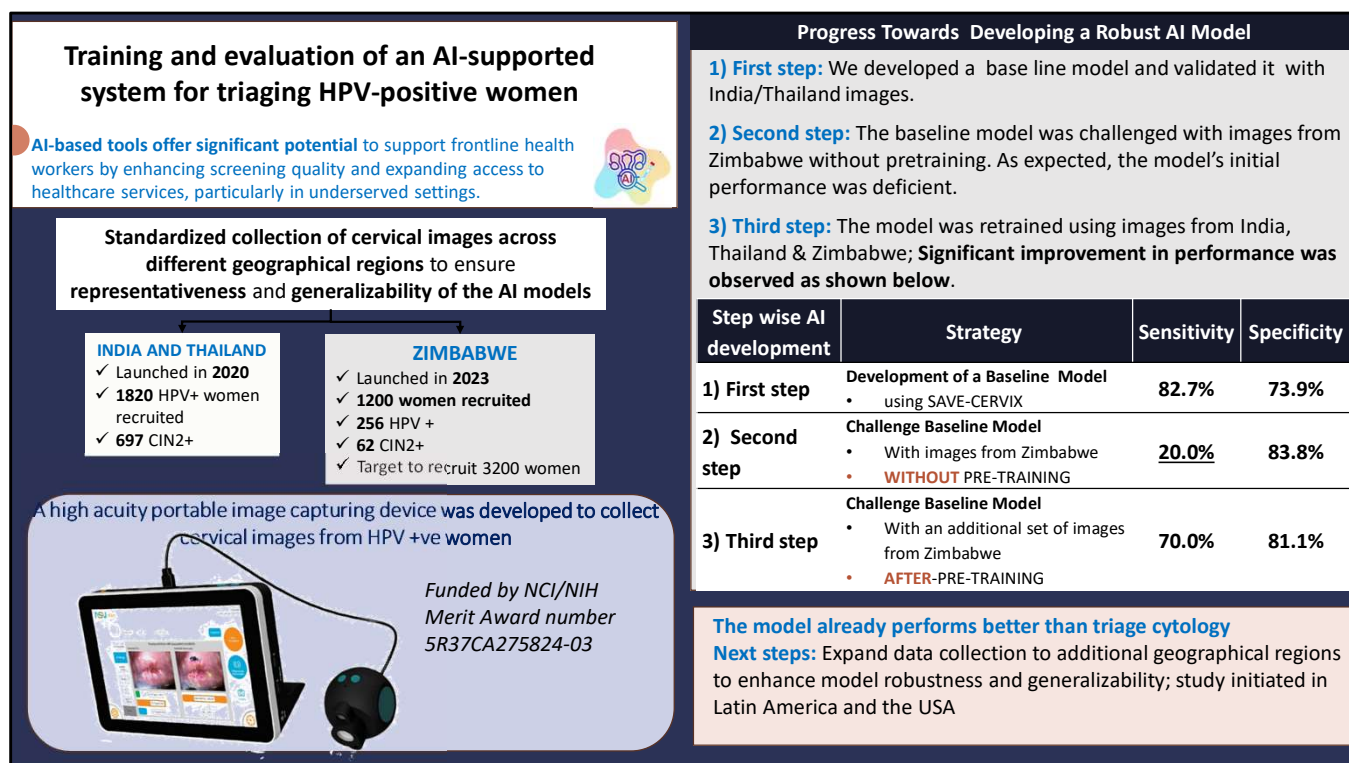 Training and evaluation of an AI-supported
system for triaging HPV-positive women
AI-based tools offer significant potential to support frontline health
workers by enhancing screening quality and expanding access to
healthcare services, particularly in underserved settings.
AI
Standardized collection of cervical images across
different geographical regions to ensure
representativeness and generalizability of the AI models
INDIA AND THAILAND
✓ Launched in 2020
✓ 1820 HPV+ women
recruited
✓ 697 CIN2+
ZIMBABWE
✓ Launched in 2023
✓ 1200 women recruited
✓ 256 HPV +
✓ 62 CIN2+
✓ Target to recruit 3200 women
A high acuity portable image capturing device was developed to collect
cervical images from HPV +ve women
Funded by NCI/NIH
Merit Award number
5R37CA275824-03
Progress Towards Developing a Robust AI Model
1) First step: We developed a base line model and validated it with
India/Thailand images.
2) Second step: The baseline model was challenged with images from
Zimbabwe without pretraining. As expected, the model's initial
performance was deficient.
3) Third step: The model was retrained using images from India,
Thailand & Zimbabwe; Significant improvement in performance was
observed as shown below.
Step wise AI
development
Strategy
Sensitivity
Specificity
1) First step
Development of a Baseline Model
• using SAVE-CERVIX
82.7%
73.9%
2) Second
step
Challenge Baseline Model
• With images from Zimbabwe
• WITHOUT PRE-TRAINING
20.0%
83.8%
3) Third step
Challenge Baseline Model
• With an additional set of images
from Zimbabwe
• AFTER-PRE-TRAINING
70.0%
81.1%
The model already performs better than triage cytology
Next steps: Expand data collection to additional geographical regions
to enhance model robustness and generalizability; study initiated in
Latin America and the USA